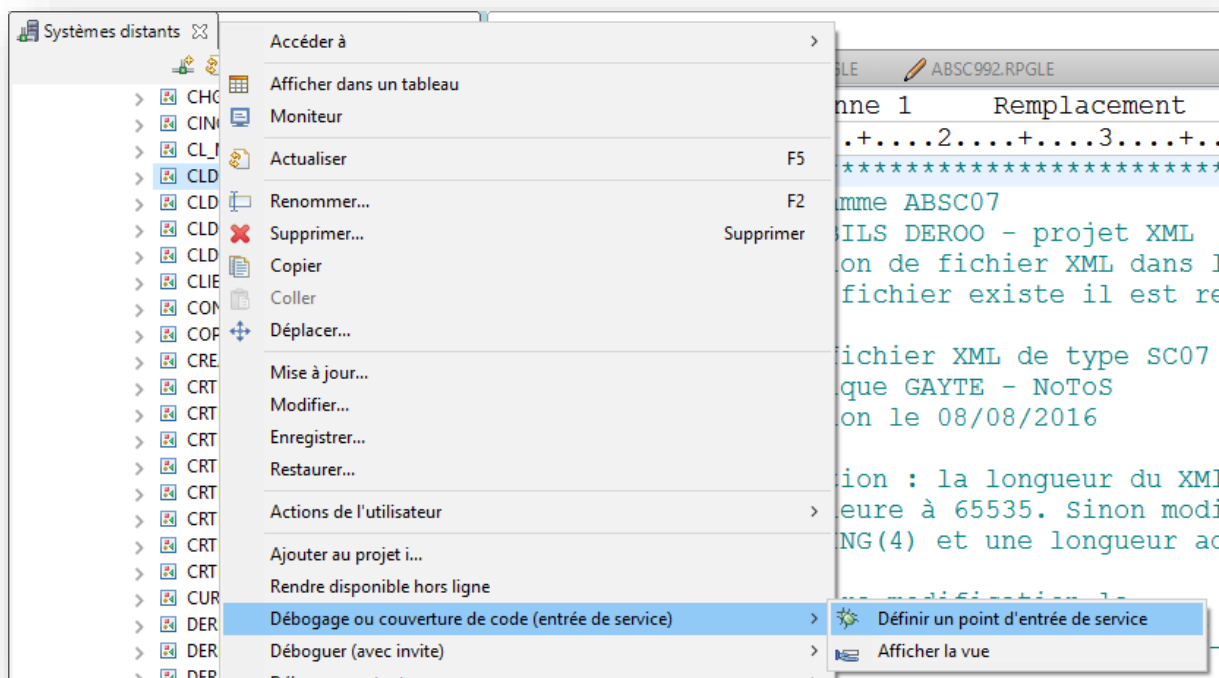 Systèmes distants
CHG
CIN
CL_
CLD
CLD
CLD
CLD
CLIE
CON
COP
CRE
CRT
CRT
CRT
CRT
CRT
CRT
CRT
CRT
CUR
DER
DER
DER
Accéder à
Afficher dans un tableau
Moniteur
Actualiser F5
Renommer... F2
Supprimer... Supprimer
Copier
Coller
Déplacer...
Mise à jour...
Modifier...
Enregistrer...
Restaurer...
Actions de l'utilisateur
Ajouter au projet i...
Rendre disponible hors ligne
Débogage ou couverture de code (entrée de service)
Déboguer (avec invite)
Définir un point d'entrée de service
Afficher la vue
GLE ABSC992.RPGLE
nne 1 Remplacement
.+....2....+....3....+..
************************
mme ABSC07
BILS DEROO - projet XML
on de fichier XML dans l
fichier existe il est re
fichier XML de type SC07
que GAYTE - NoToS
on le 08/08/2016
ion : la longueur du XML
eure à 65535. Sinon modi
NG(4) et une longueur ad